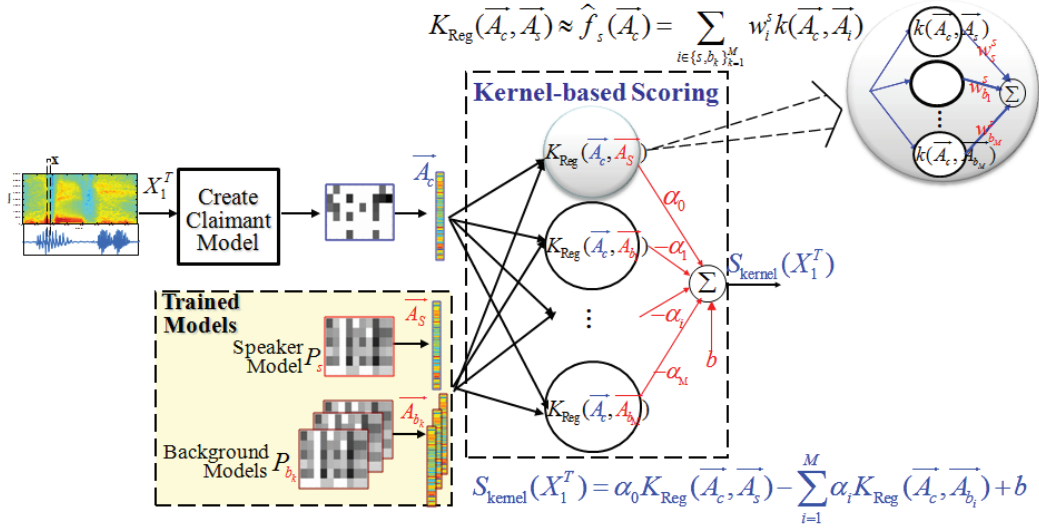 K_Reg(A_c→, A_s→) ≈ f̂_s(A_c→) = ∑_{i∈{s,b_k}_{k=1}^M} w_i^s k(A_c→, A_i→)
k(A_c→, A_s→)
w_s^s
w_{b_1}^s
∑
⋮
w_{b_M}^s
k(A_c→, A_{b_M}→)
Kernel-based Scoring
x
X_1^T
Create
Claimant
Model
A_c→
K_Reg(A_c→, A_S→)
α_0
K_Reg(A_c→, A_{b_1}→)
−α_1
∑
S_kernel(X_1^T)
⋮
−α_i
b
−α_M
K_Reg(A_c→, A_{b_M}→)
Trained
Models
A_S→
Speaker
Model P_s
A_{b_k}→
Background
Models P_{b_k}
S_kernel(X_1^T) = α_0 K_Reg(A_c→, A_s→) − ∑_{i=1}^M α_i K_Reg(A_c→, A_{b_i}→) + b